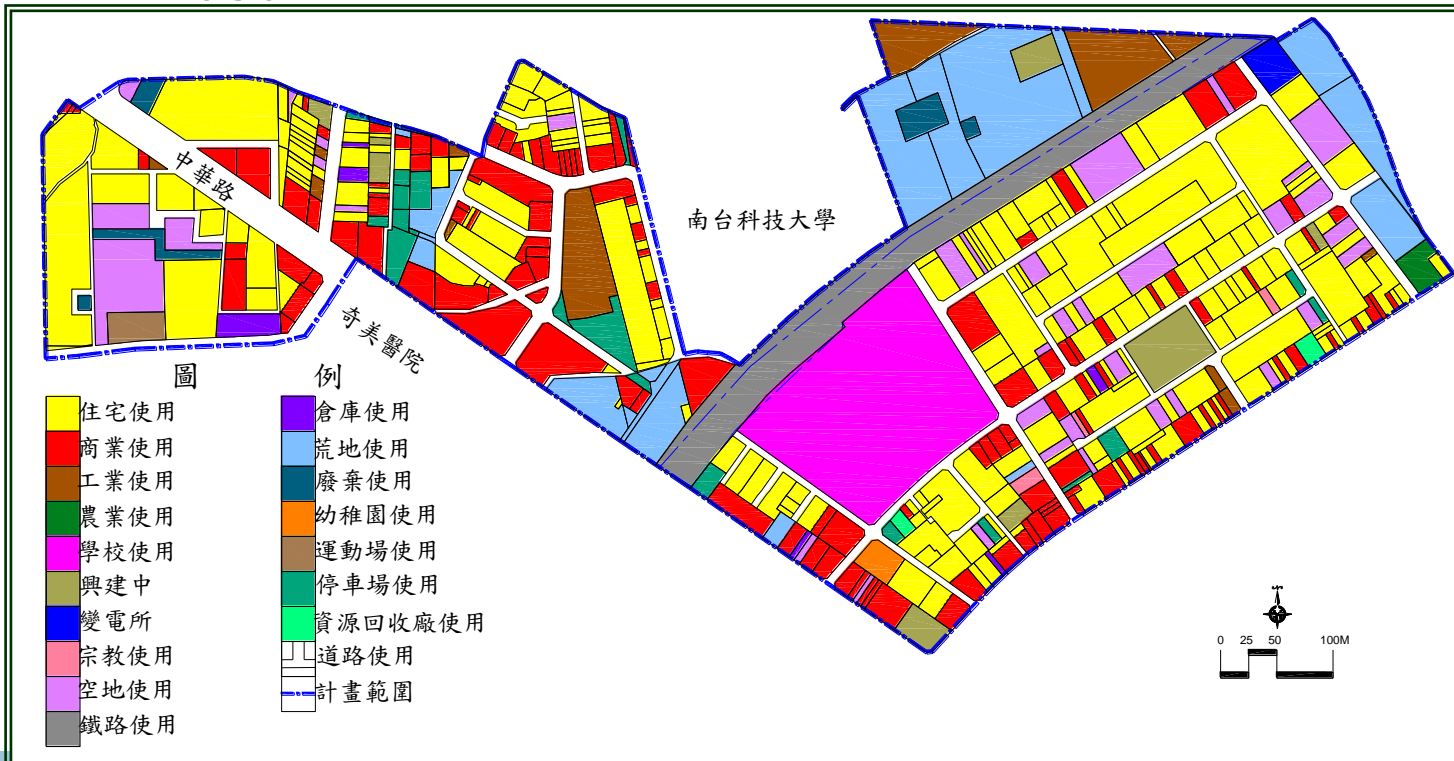 中華路
南台科技大學
奇美醫院
圖 例
住宅使用
商業使用
工業使用
農業使用
學校使用
興建中
變電所
宗教使用
空地使用
鐵路使用
倉庫使用
荒地使用
廢棄使用
幼稚園使用
運動場使用
停車場使用
資源回收廠使用
道路使用
計畫範圍
0 25 50 100M